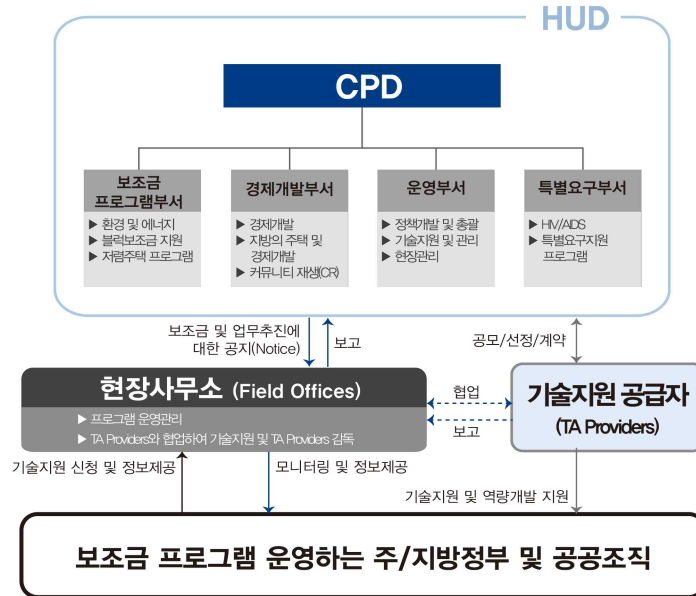 HUD
CPD
보조금
프로그램부서
▶ 환경 및 에너지
▶ 블럭보조금 지원
▶ 저렴주택 프로그램
경제개발부서
▶ 경제개발
▶ 지방의 주택 및
경제개발
▶ 커뮤니티 재생(CR)
운영부서
▶ 정책개발 및 총괄
▶ 기술지원 및 관리
▶ 현장관리
특별요구부서
▶ HIV/AIDS
▶ 특별요구지원
프로그램
보조금 및 업무추진에
대한 공지(Notice)
보고
공모/선정/계약
현장사무소 (Field Offices)
▶ 프로그램 운영관리
▶ TA Providers와 협업하여 기술지원 및 TA Providers 감독
협업
보고
기술지원 공급자
(TA Providers)
기술지원 신청 및 정보제공
모니터링 및 정보제공
기술지원 및 역량개발 지원
보조금 프로그램 운영하는 주/지방정부 및 공공조직